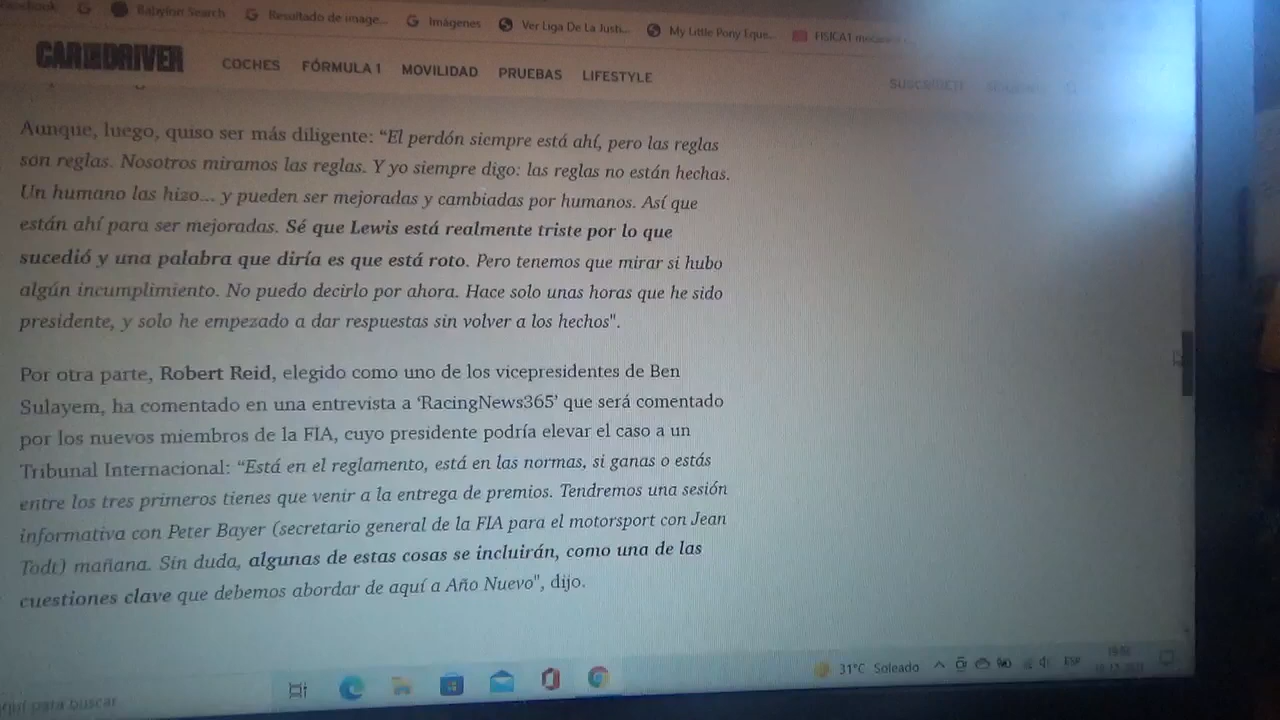 Facebook
Babylon Search
Resultado de image...
Imágenes
Ver Liga De La Justi...
My Little Pony Eque...
CAR AND DRIVER
COCHES FÓRMULA 1 MOVILIDAD PRUEBAS LIFESTYLE
SUSCRÍBETE
Aunque, luego, quiso ser más diligente: “El perdón siempre está ahí, pero las reglas
son reglas. Nosotros miramos las reglas. Y yo siempre digo: las reglas no están hechas.
Un humano las hizo... y pueden ser mejoradas y cambiadas por humanos. Así que
están ahí para ser mejoradas. Sé que Lewis está realmente triste por lo que
sucedió y una palabra que diría es que está roto. Pero tenemos que mirar si hubo
algún incumplimiento. No puedo decirlo por ahora. Hace solo unas horas que he sido
presidente, y solo he empezado a dar respuestas sin volver a los hechos".
Por otra parte, Robert Reid, elegido como uno de los vicepresidentes de Ben
Sulayem, ha comentado en una entrevista a ‘RacingNews365’ que será comentado
por los nuevos miembros de la FIA, cuyo presidente podría elevar el caso a un
Tribunal Internacional: “Está en el reglamento, está en las normas, si ganas o estás
entre los tres primeros tienes que venir a la entrega de premios. Tendremos una sesión
informativa con Peter Bayer (secretario general de la FIA para el motorsport con Jean
Todt) mañana. Sin duda, algunas de estas cosas se incluirán, como una de las
cuestiones clave que debemos abordar de aquí a Año Nuevo", dijo.
31°C Soleado
ESP
quí para buscar